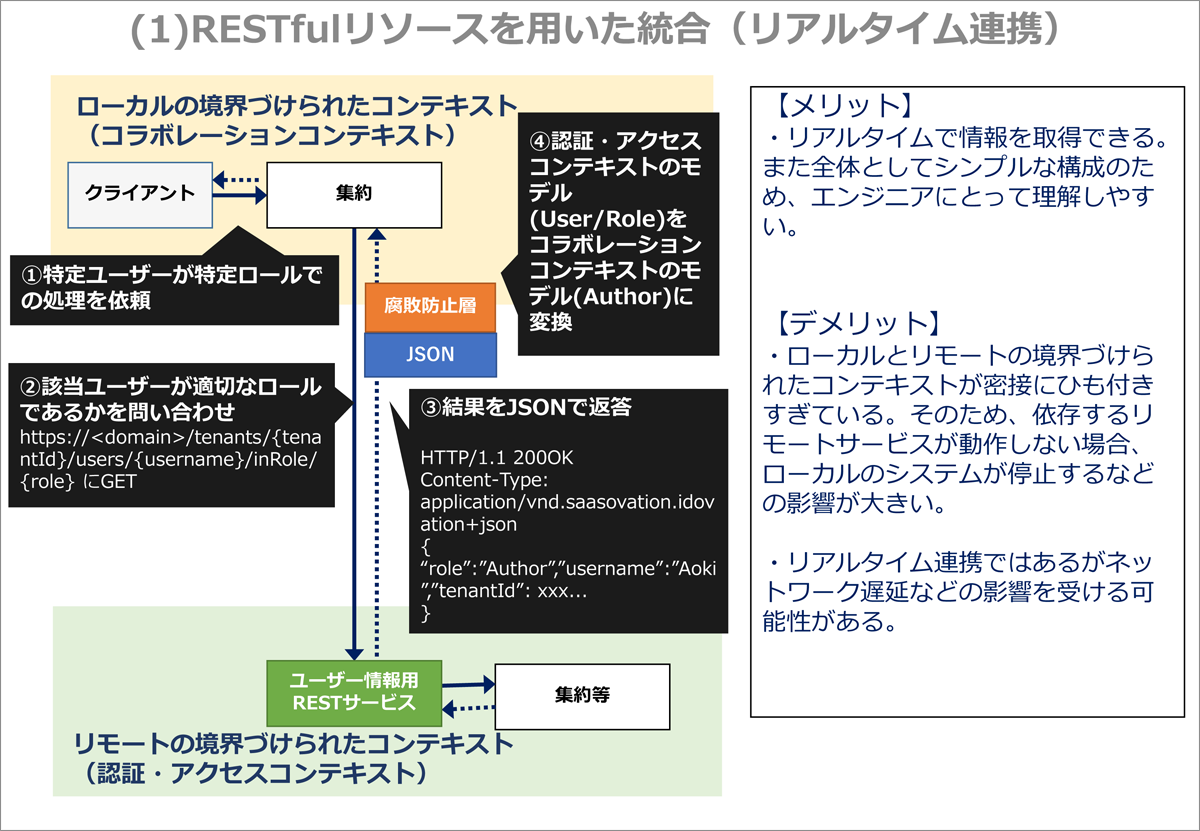 (1)RESTfulリソースを用いた統合（リアルタイム連携）
ローカルの境界づけられたコンテキスト
（コラボレーションコンテキスト）
クライアント
集約
①特定ユーザーが特定ロールで
の処理を依頼
④認証・アクセス
コンテキストのモ
デル
(User/Role)を
コラボレーション
コンテキストのモ
デル(Author)に
変換
腐敗防止層
JSON
②該当ユーザーが適切なロール
であるかを問い合わせ
https://<domain>/tenants/{tena
ntId}/users/{username}/inRole/
{role} にGET
③結果をJSONで返答
HTTP/1.1 200OK
Content-Type:
application/vnd.saasovation.idov
ation+json
{
“role”:”Author”,”username”:”Aoki
”,”tenantId”: xxx…
}
ユーザー情報用
RESTサービス
集約等
リモートの境界づけられたコンテキスト
（認証・アクセスコンテキスト）
【メリット】
・リアルタイムで情報を取得できる。
また全体としてシンプルな構成のた
め、エンジニアにとって理解しやす
い。
【デメリット】
・ローカルとリモートの境界づけら
れたコンテキストが密接にひも付き
すぎている。そのため、依存するリ
モートサービスが動作しない場合、
ローカルのシステムが停止するなど
の影響が大きい。
・リアルタイム連携ではあるがネッ
トワーク遅延などの影響を受ける可
能性がある。